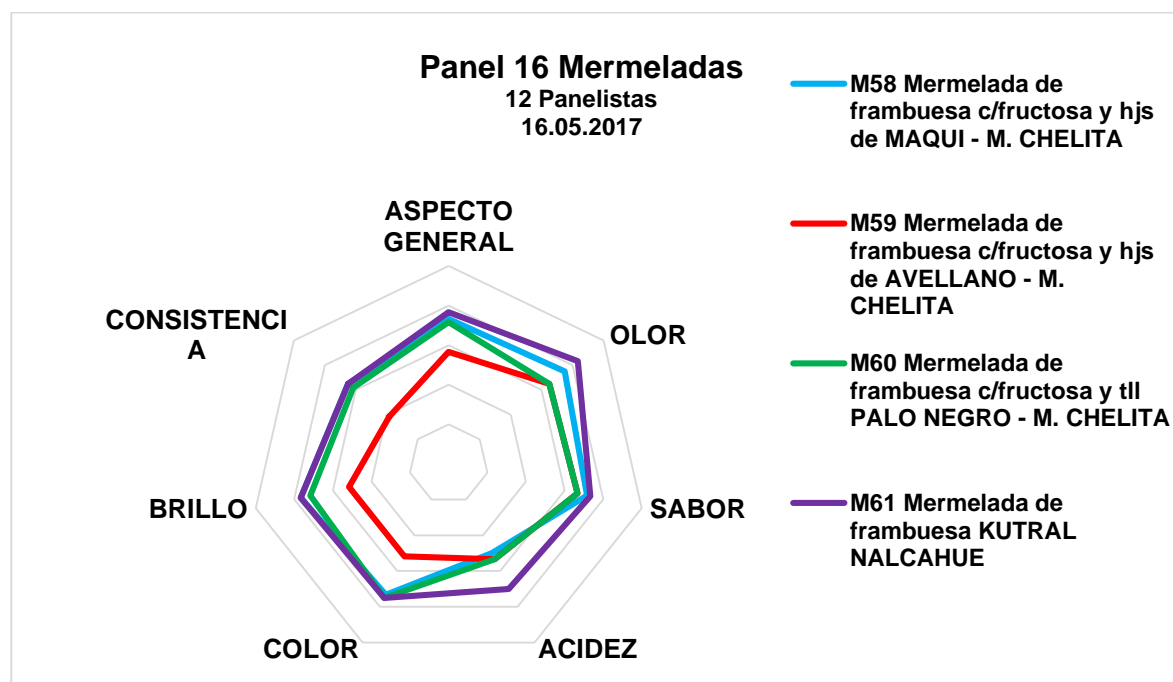 Panel 16 Mermeladas
12 Panelistas
16.05.2017
M58 Mermelada de
frambuesa c/fructosa y hjs
de MAQUI - M. CHELITA
M59 Mermelada de
frambuesa c/fructosa y hjs
de AVELLANO - M.
CHELITA
M60 Mermelada de
frambuesa c/fructosa y tll
PALO NEGRO - M. CHELITA
M61 Mermelada de
frambuesa KUTRAL
NALCAHUE
ASPECTO
GENERAL
OLOR
SABOR
ACIDEZ
COLOR
BRILLO
CONSISTENCI
A